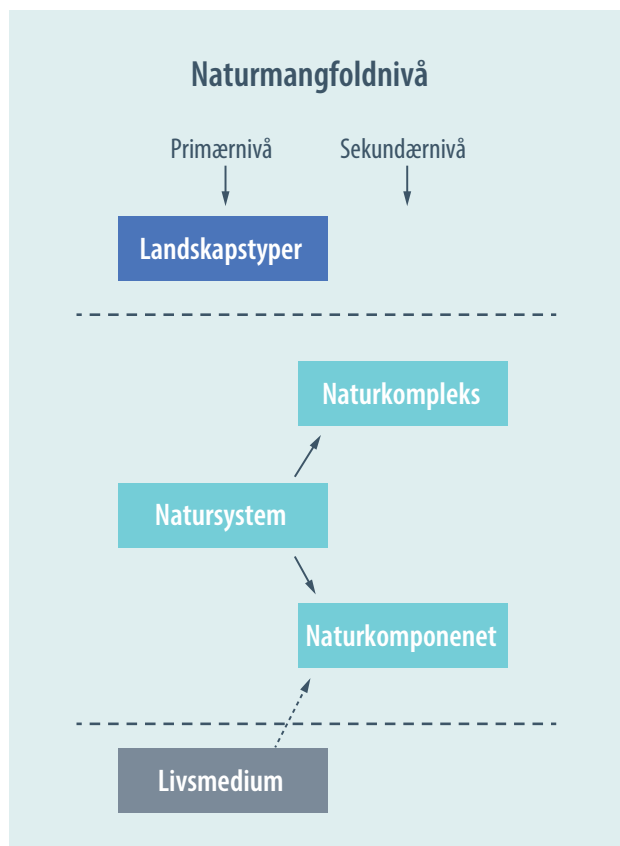 Naturmangfoldnivå
Primærnivå
Sekundærnivå
Landskapstyper
Naturkompleks
Natursystem
Naturkomponenet
Livsmedium